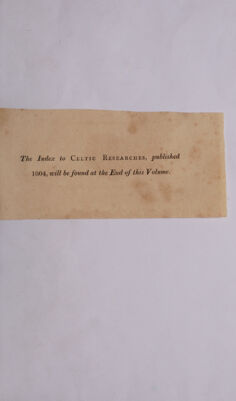 The Index to CELTIC RESEARCHES, published
1804, will be found at the End of this Volume.